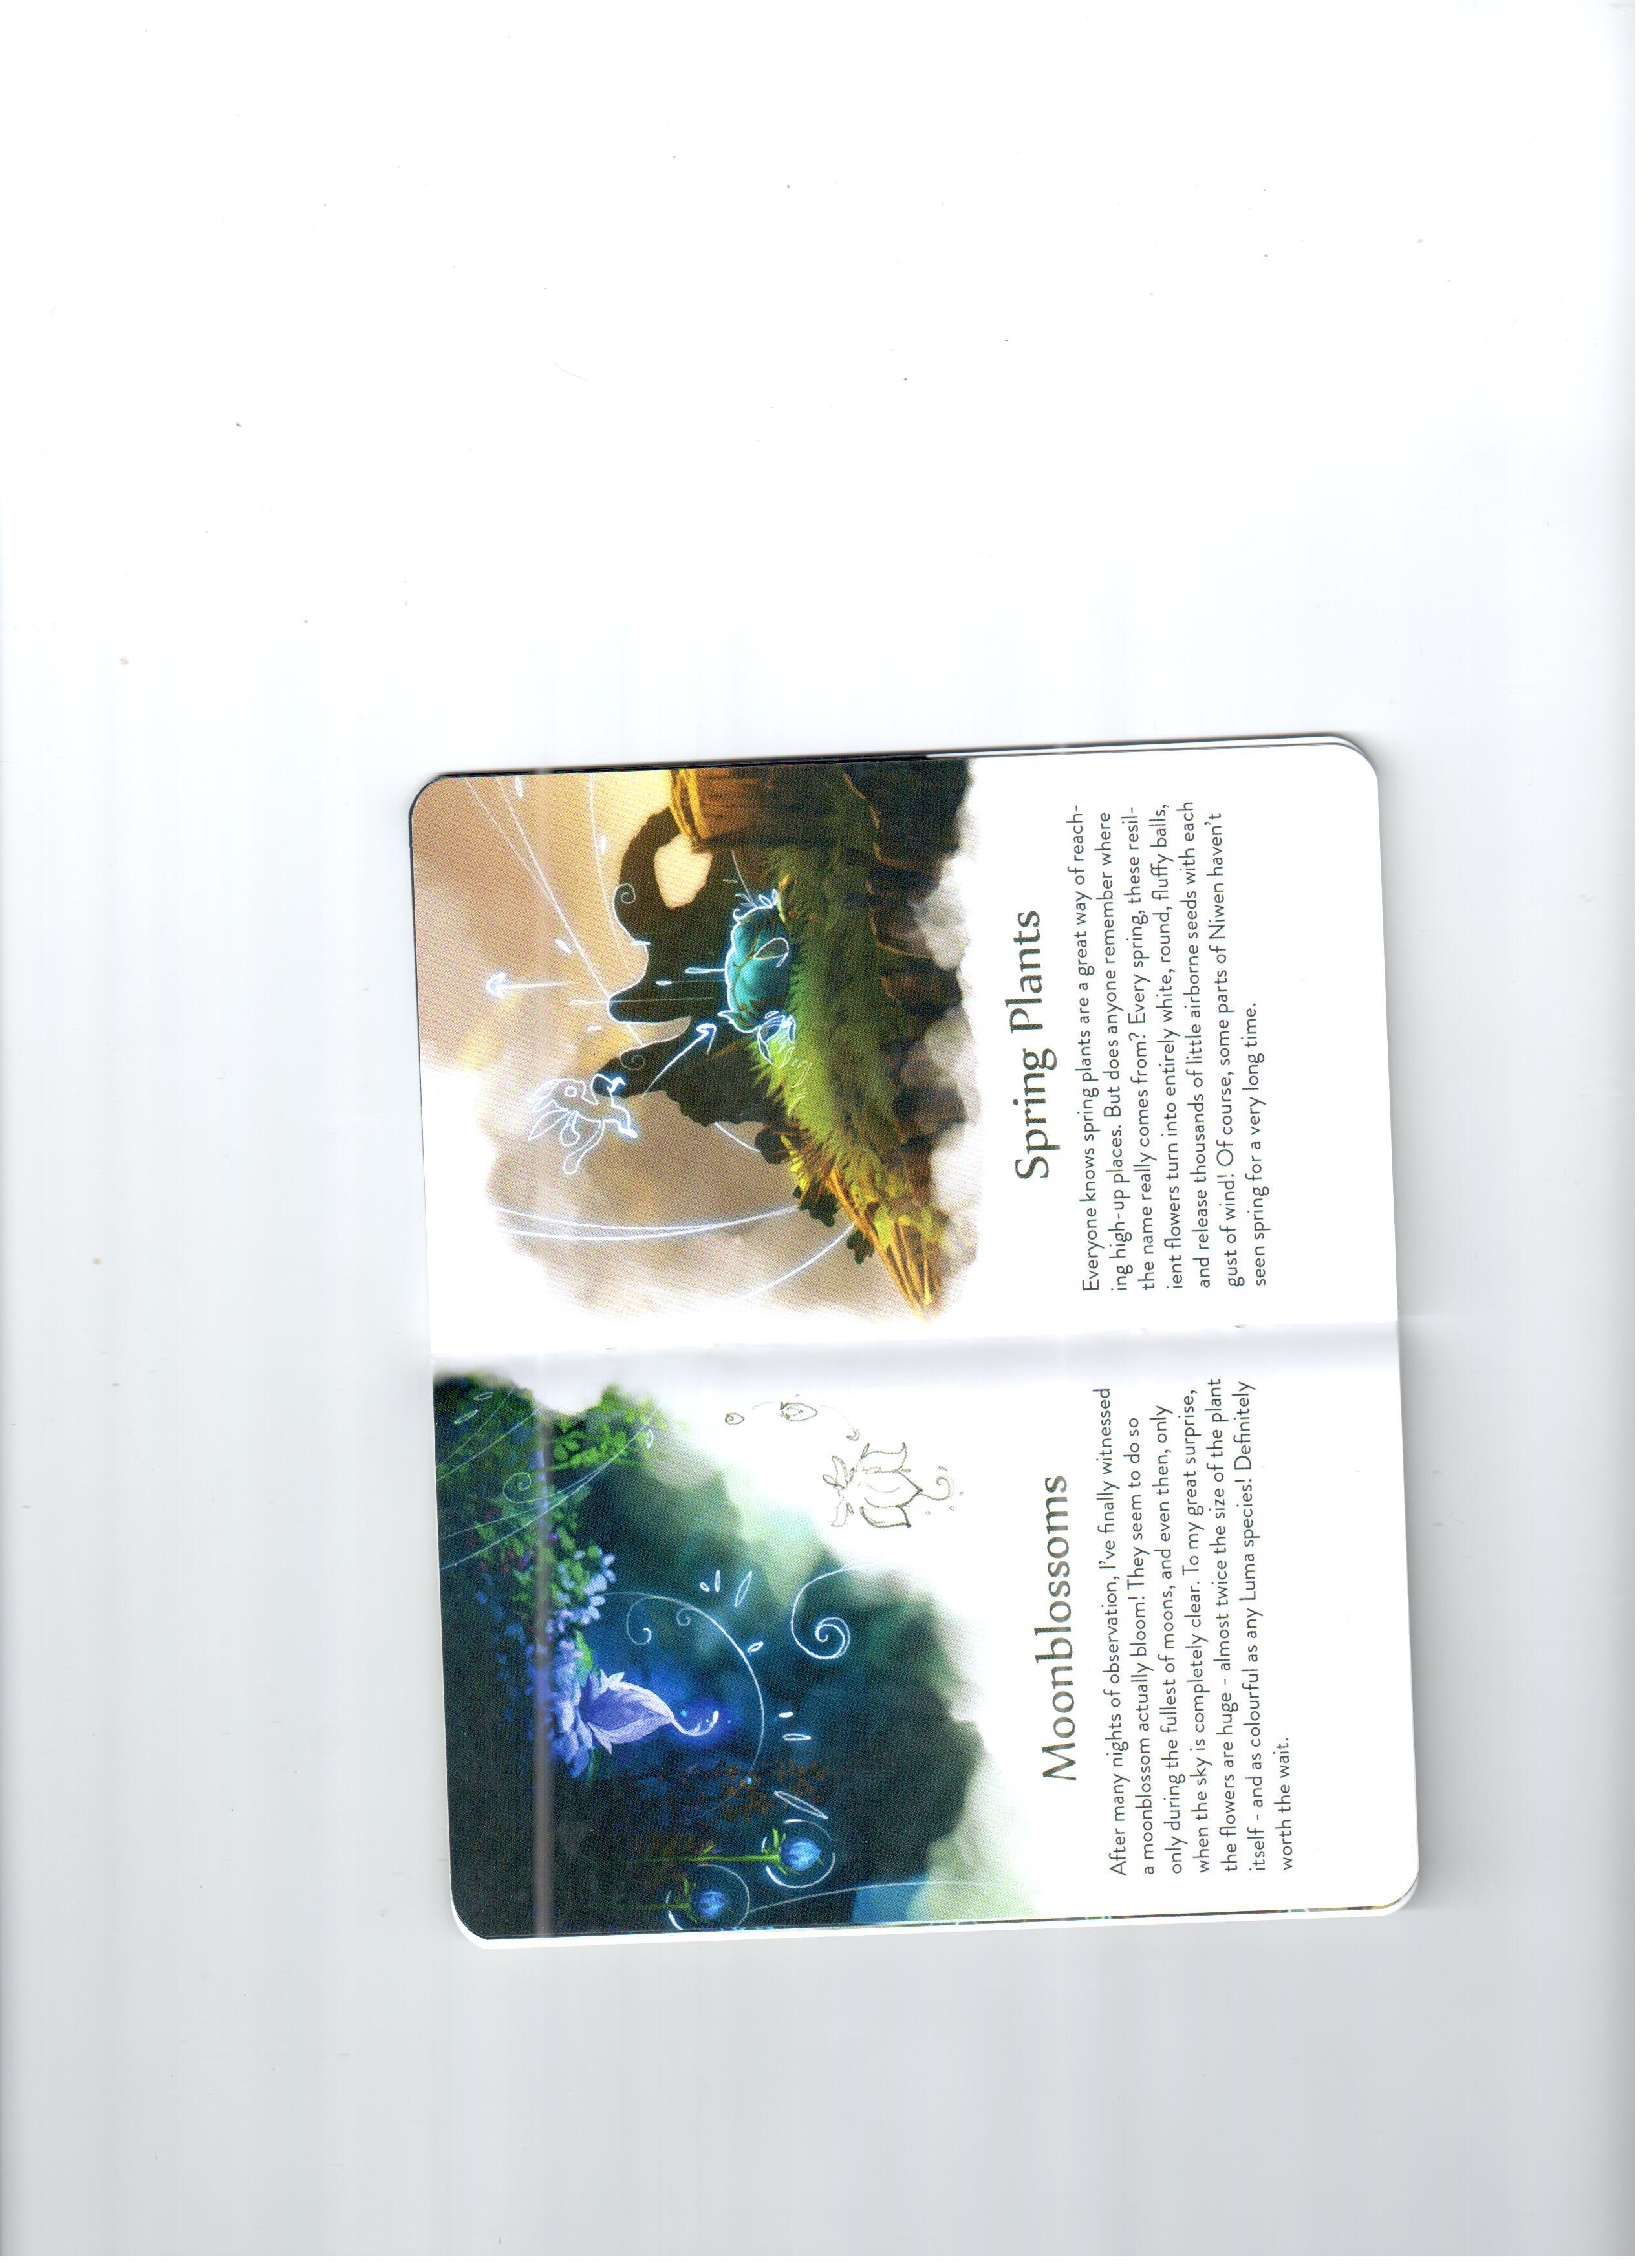 Moonblossoms
After many nights of observation, I've finally witnessed
a moonblossom actually bloom! They seem to do so
only during the fullest of moons, and even then, only
when the sky is completely clear. To my great surprise,
the flowers are huge - almost twice the size of the plant
itself - and as colourful as any Luma species! Definitely
worth the wait.
Spring Plants
Everyone knows spring plants are a great way of reach-
ing high-up places. But does anyone remember where
the name really comes from? Every spring, these resil-
ient flowers turn into entirely white, round, fluffy balls,
and release thousands of little airborne seeds with each
gust of wind! Of course, some parts of Niwen haven't
seen spring for a very long time.